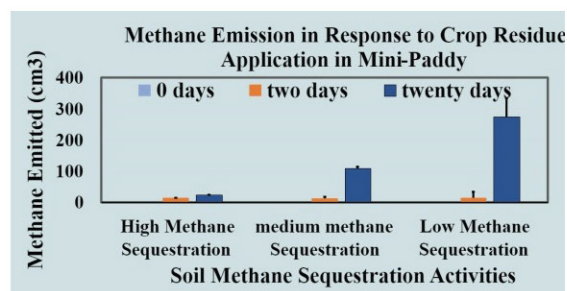 Methane Emission in Response to Crop Residue
Application in Mini-Paddy
400
300
200
100
0
0 days two days twenty days
Methane Emitted (cm3)
High Methane
Sequestration
medium methane
Sequestration
Low Methane
Sequestration
Soil Methane Sequestration Activities